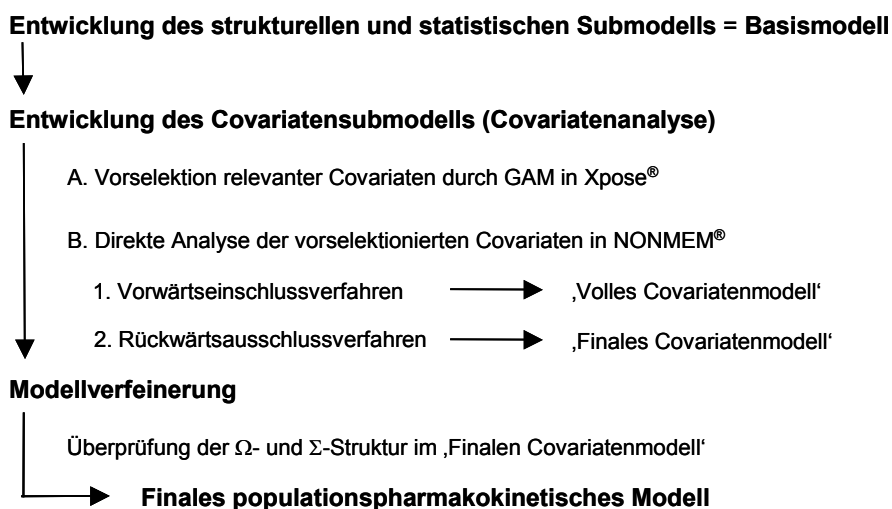 Entwicklung des strukturellen und statistischen Submodells = Basismodell
Entwicklung des Covariatensubmodells (Covariatenanalyse)
A. Vorselektion relevanter Covariaten durch GAM in Xpose®
B. Direkte Analyse der vorselektionierten Covariaten in NONMEM®
1. Vorwärtseinschlussverfahren ‚Volles Covariatenmodell‘
2. Rückwärtsausschlussverfahren ‚Finales Covariatenmodell‘
Modellverfeinerung
Überprüfung der Ω- und Σ-Struktur im ‚Finalen Covariatenmodell‘
Finales populationspharmakokinetisches Modell